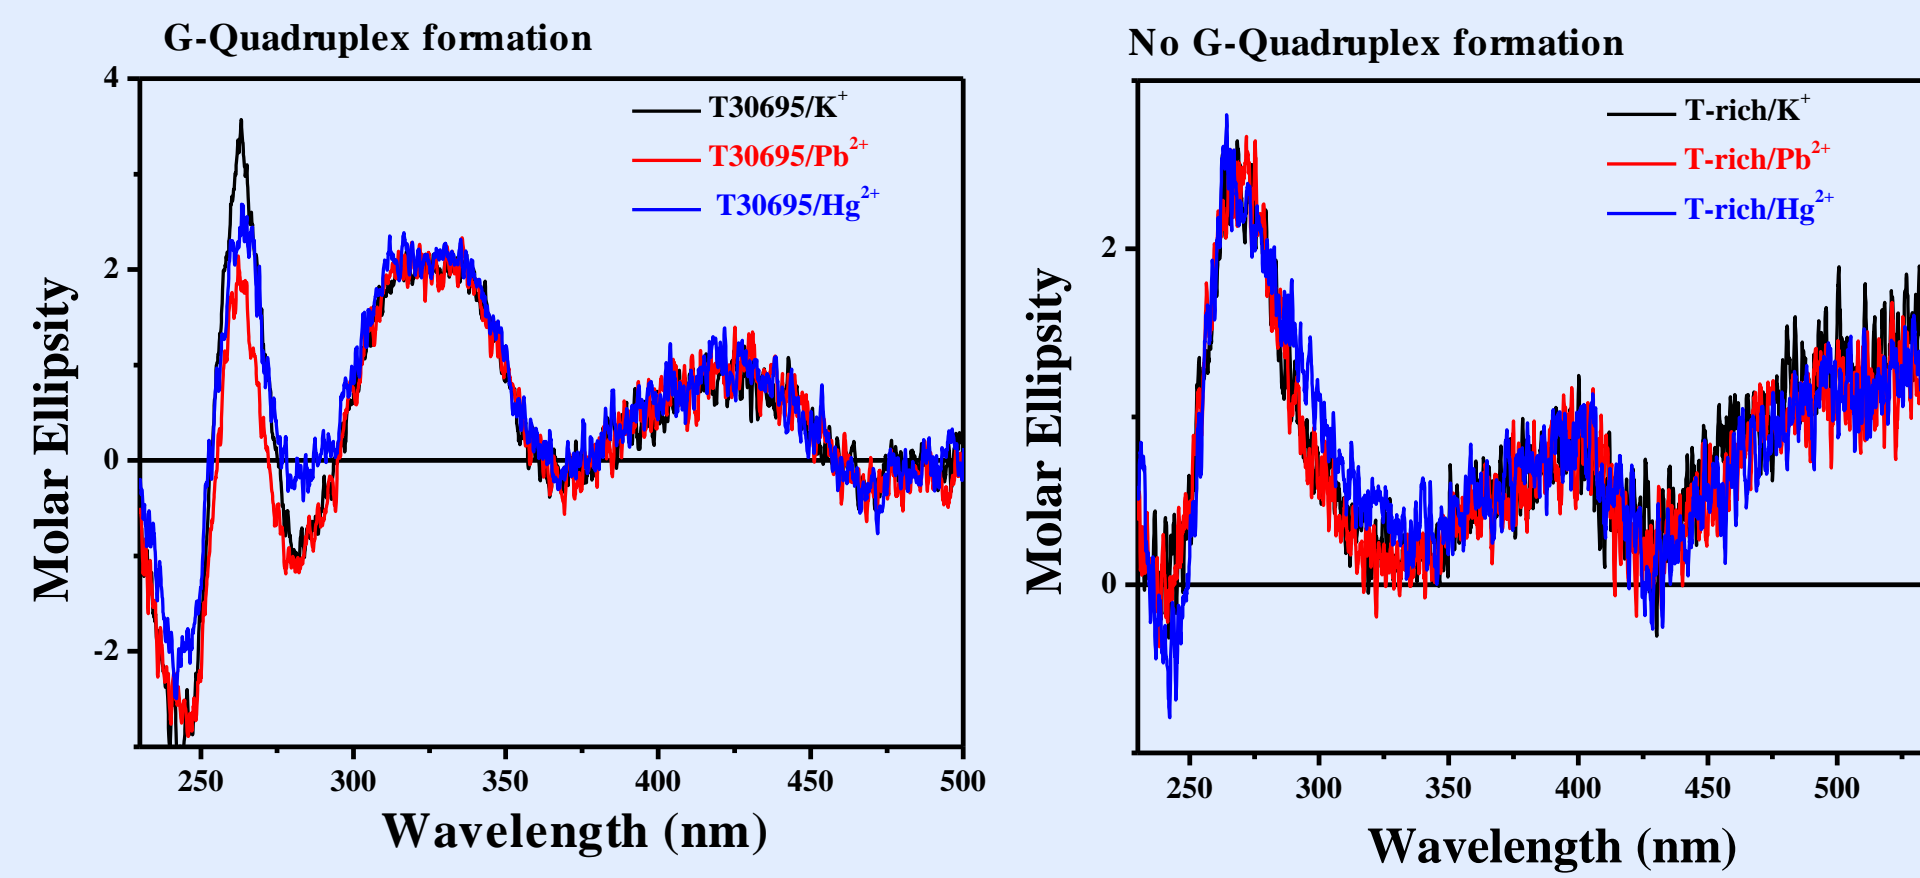 G-Quadruplex formation
4
2
0
-2
Molar Ellipsity
T30695/K⁺
T30695/Pb²⁺
T30695/Hg²⁺
250 300 350 400 450 500
Wavelength (nm)
No G-Quadruplex formation
2
0
Molar Ellipsity
T-rich/K⁺
T-rich/Pb²⁺
T-rich/Hg²⁺
250 300 350 400 450 500
Wavelength (nm)